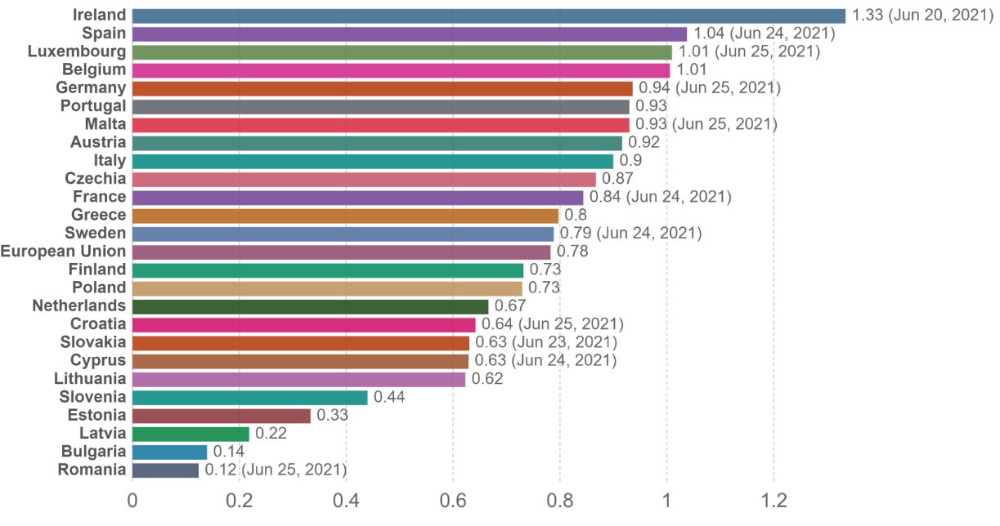 Ireland 1.33 (Jun 20, 2021)
Spain 1.04 (Jun 24, 2021)
Luxembourg 1.01 (Jun 25, 2021)
Belgium 1.01
Germany 0.94 (Jun 25, 2021)
Portugal 0.93
Malta 0.93 (Jun 25, 2021)
Austria 0.92
Italy 0.9
Czechia 0.87
France 0.84 (Jun 24, 2021)
Greece 0.8
Sweden 0.79 (Jun 24, 2021)
European Union 0.78
Finland 0.73
Poland 0.73
Netherlands 0.67
Croatia 0.64 (Jun 25, 2021)
Slovakia 0.63 (Jun 23, 2021)
Cyprus 0.63 (Jun 24, 2021)
Lithuania 0.62
Slovenia 0.44
Estonia 0.33
Latvia 0.22
Bulgaria 0.14
Romania 0.12 (Jun 25, 2021)
0 0.2 0.4 0.6 0.8 1 1.2